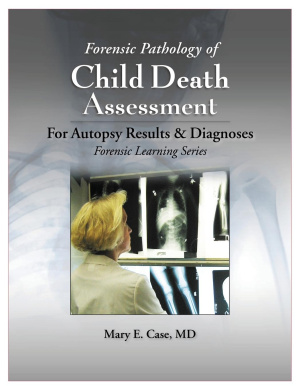 Forensic Pathology of
Child Death
Assessment
For Autopsy Results & Diagnoses
Forensic Learning Series
Mary E. Case, MD